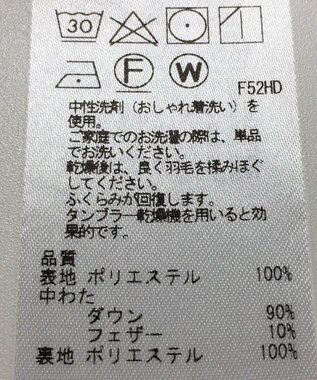 30
F W
F52HD
中性洗剤（おしゃれ着洗い）を
使用。
ご家庭でのお洗濯の際は、単品
でお洗いください。
乾燥後は、良く羽毛を揉みほぐ
してください。
ふくらみが回復します。
タンブラー乾燥機を用いると効
果的です。
品質
表地 ポリエステル 100%
中わた
ダウン 90%
フェザー 10%
裏地 ポリエステル 100%